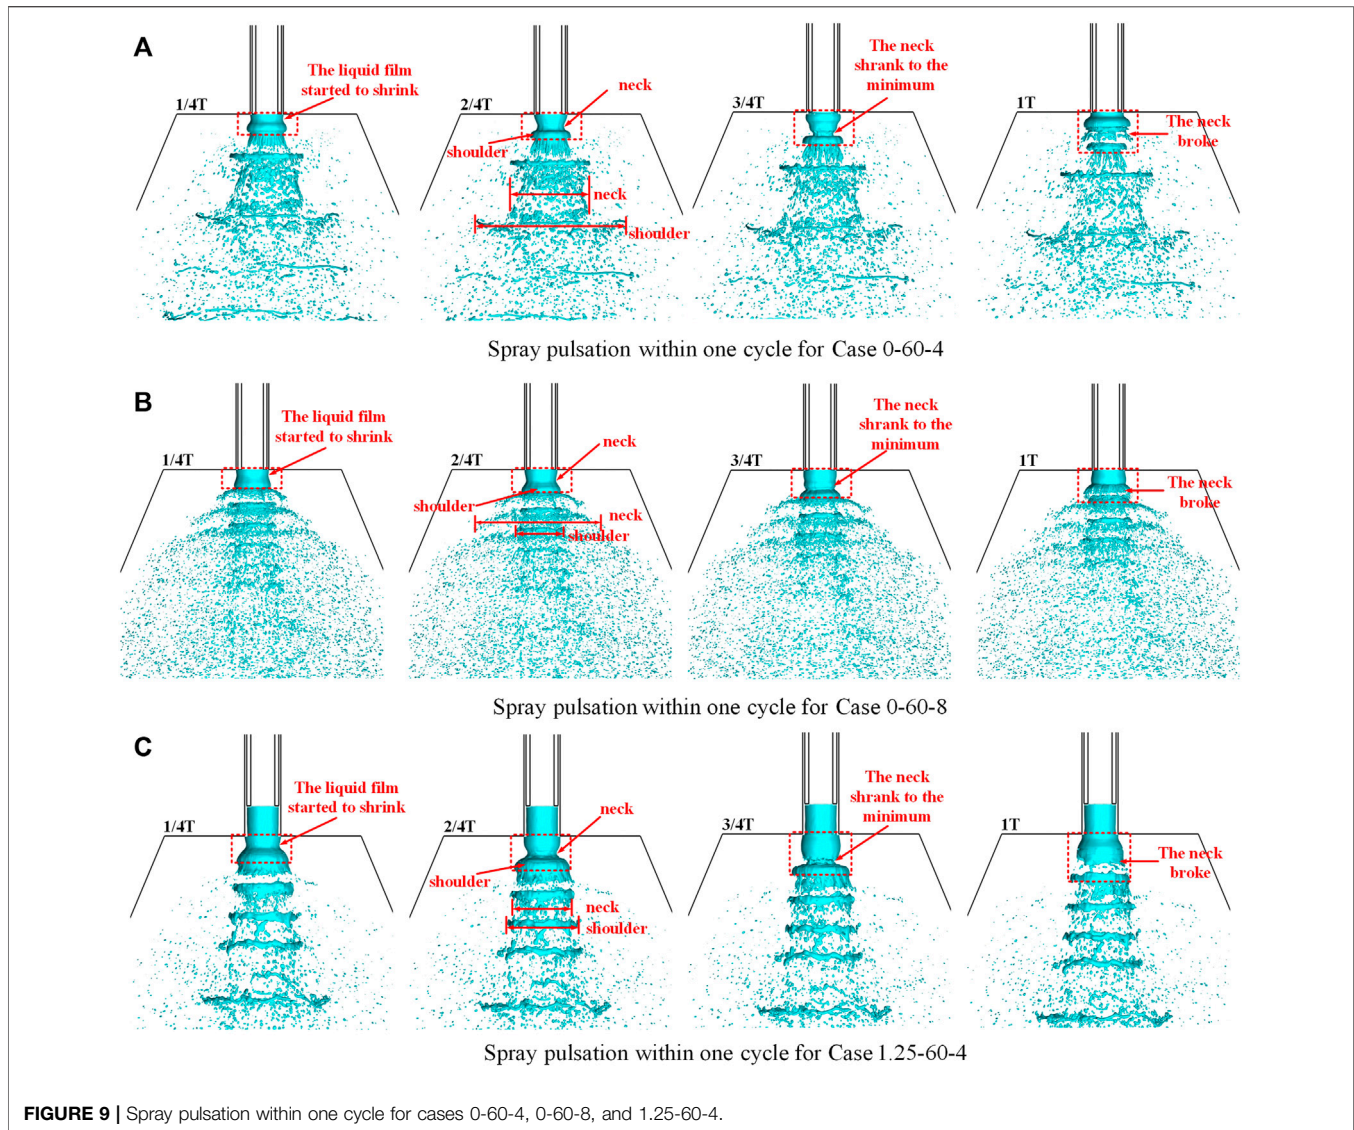 A
1/4T
The liquid film
started to shrink
2/4T
neck
shoulder
neck
shoulder
3/4T
The neck
shrank to the
minimum
1T
The neck
broke
Spray pulsation within one cycle for Case 0-60-4
B
1/4T
The liquid film
started to shrink
2/4T
neck
shoulder
neck
shoulder
3/4T
The neck
shrank to the
minimum
1T
The neck
broke
Spray pulsation within one cycle for Case 0-60-8
C
1/4T
The liquid film
started to shrink
2/4T
neck
shoulder
neck
shoulder
3/4T
The neck
shrank to the
minimum
1T
The neck
broke
Spray pulsation within one cycle for Case 1.25-60-4
FIGURE 9 | Spray pulsation within one cycle for cases 0-60-4, 0-60-8, and 1.25-60-4.